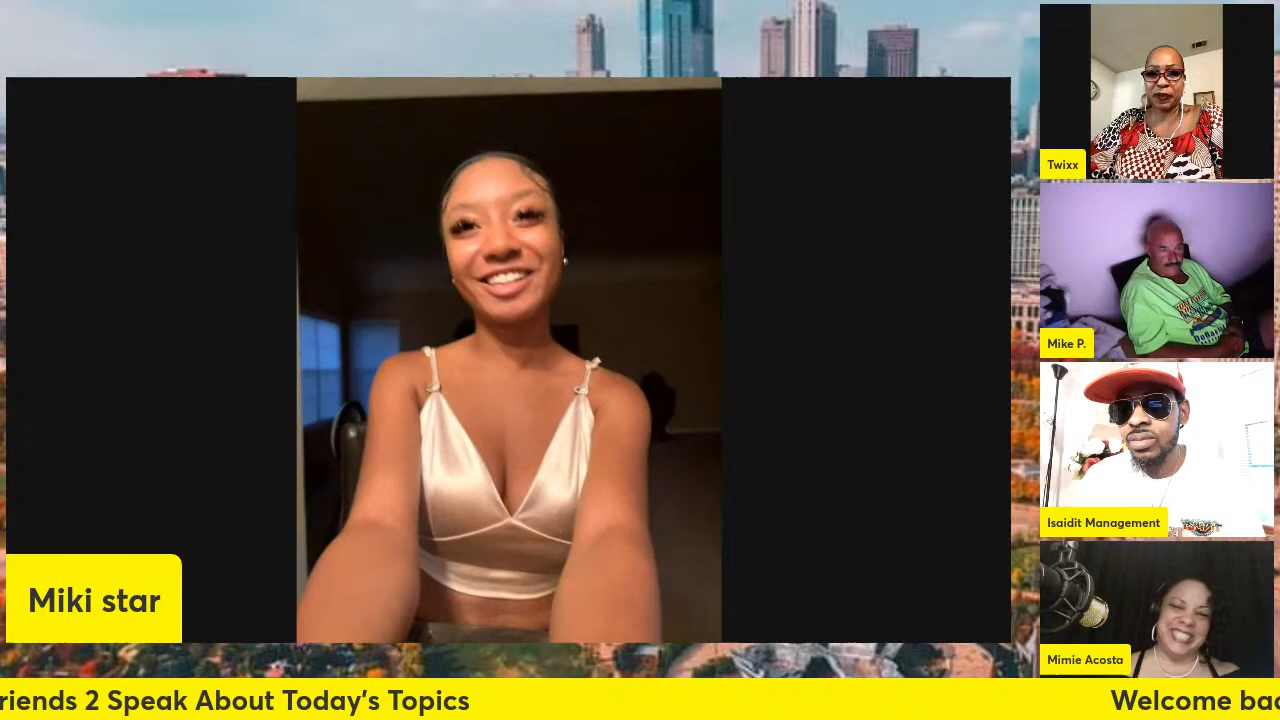 Twixx
Mike P.
Isaidit Management
Miki star
Mimie Acosta
riends 2 Speak About Today's Topics
Welcome bac